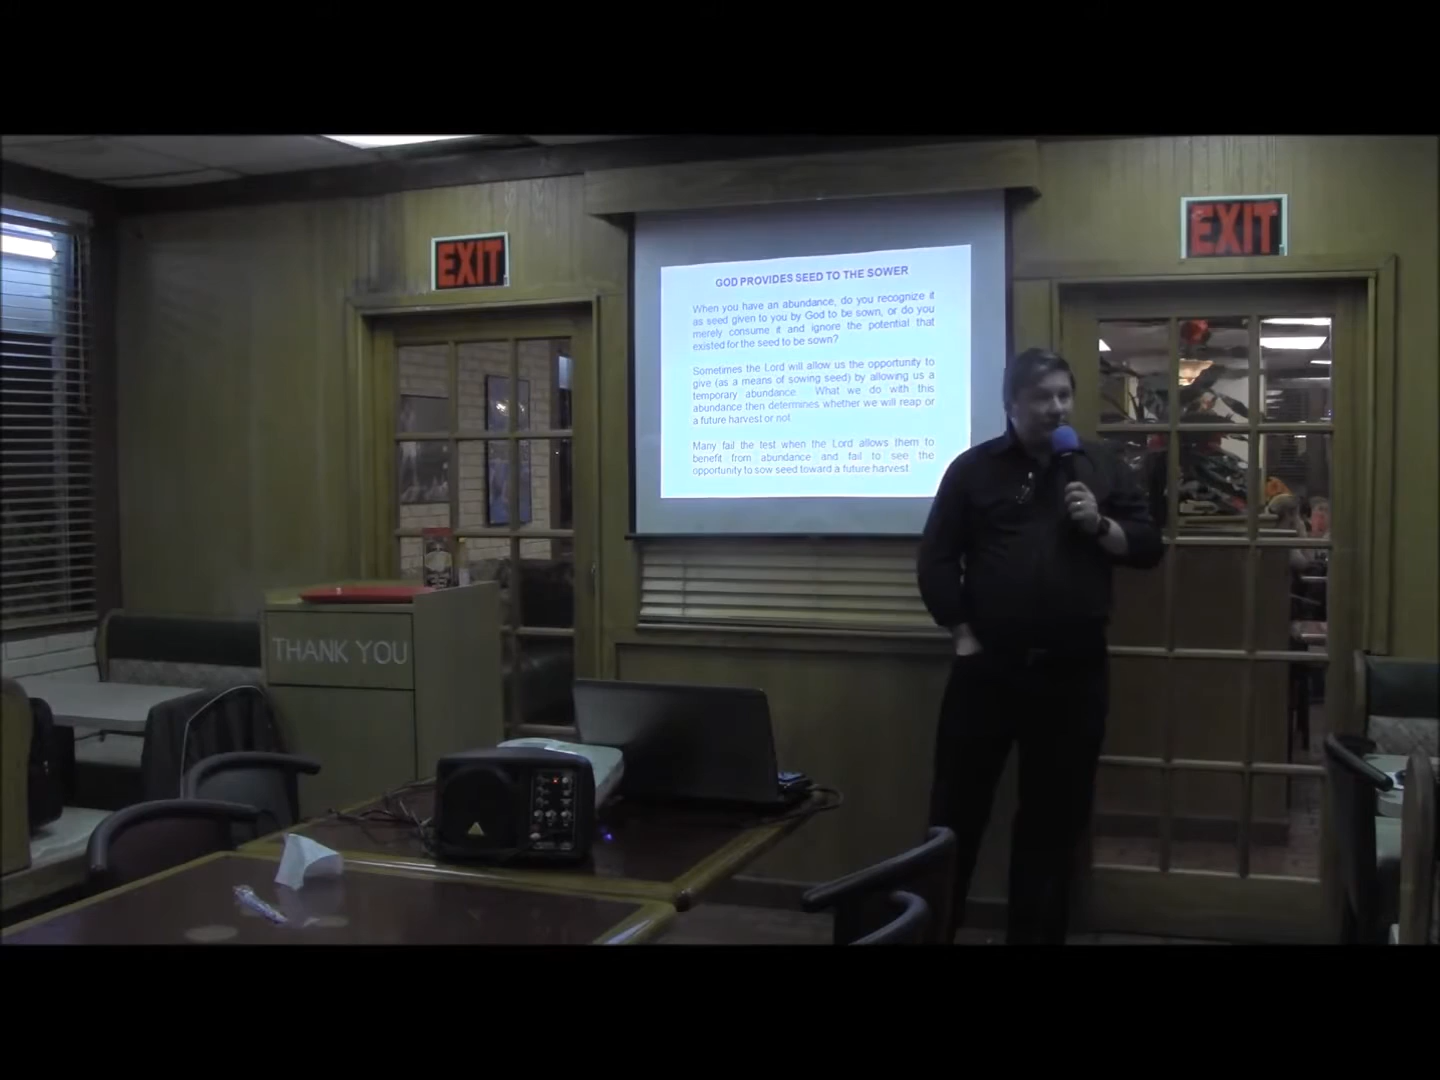 EXIT
EXIT
GOD PROVIDES SEED TO THE SOWER
When you have an abundance, do you recognize it
as seed given to you by God to be sown, or do you
merely consume it and ignore the potential that
existed for the seed to be sown?
Sometimes the Lord will allow us the opportunity to
give (as a means of sowing seed) by allowing us a
temporary abundance. What we do with this
abundance then determines whether we will reap or
a future harvest or not.
Many fail the test when the Lord allows them to
benefit from abundance and fail to see the
opportunity to sow seed toward a future harvest.
THANK YOU